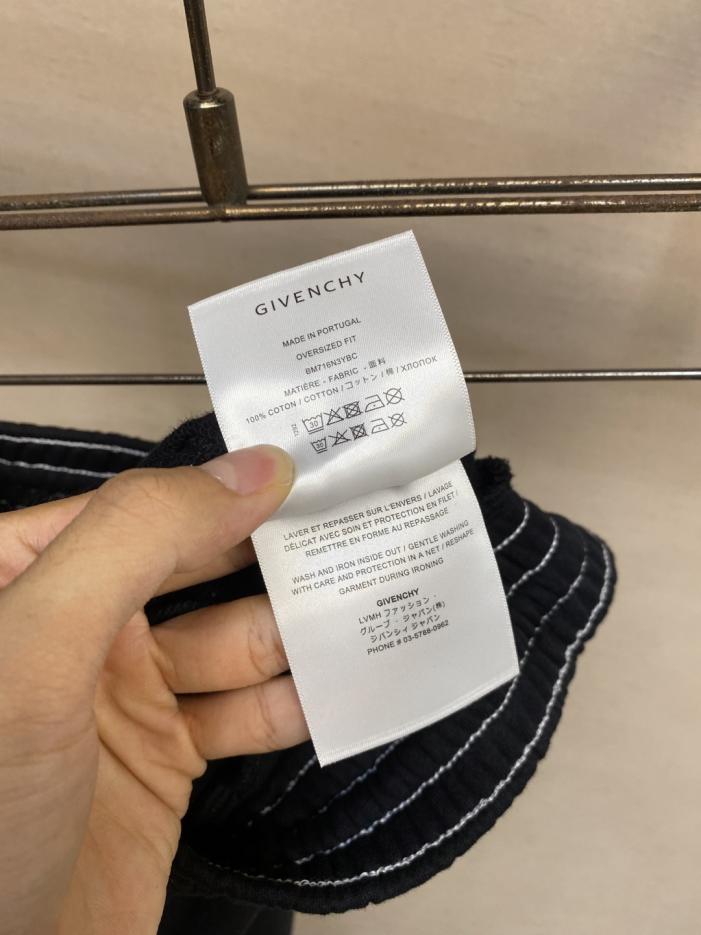 GIVENCHY
MADE IN PORTUGAL
OVERSIZED FIT
BM716N3YBC
MATIÈRE - FABRIC - 面料
100% COTON / COTTON / コットン / 棉 / ХЛОПОК
30
30
LAVER ET REPASSER SUR L'ENVERS / LAVAGE
DÉLICAT AVEC SOIN ET PROTECTION EN FILET /
REMETTRE EN FORME AU REPASSAGE
WASH AND IRON INSIDE OUT / GENTLE WASHING
WITH CARE AND PROTECTION IN A NET / RESHAPE
GARMENT DURING IRONING
GIVENCHY
LVMH ファッション・
グループ・ジャパン(株)
ジバンシイ ジャパン
PHONE # 03-5788-0962